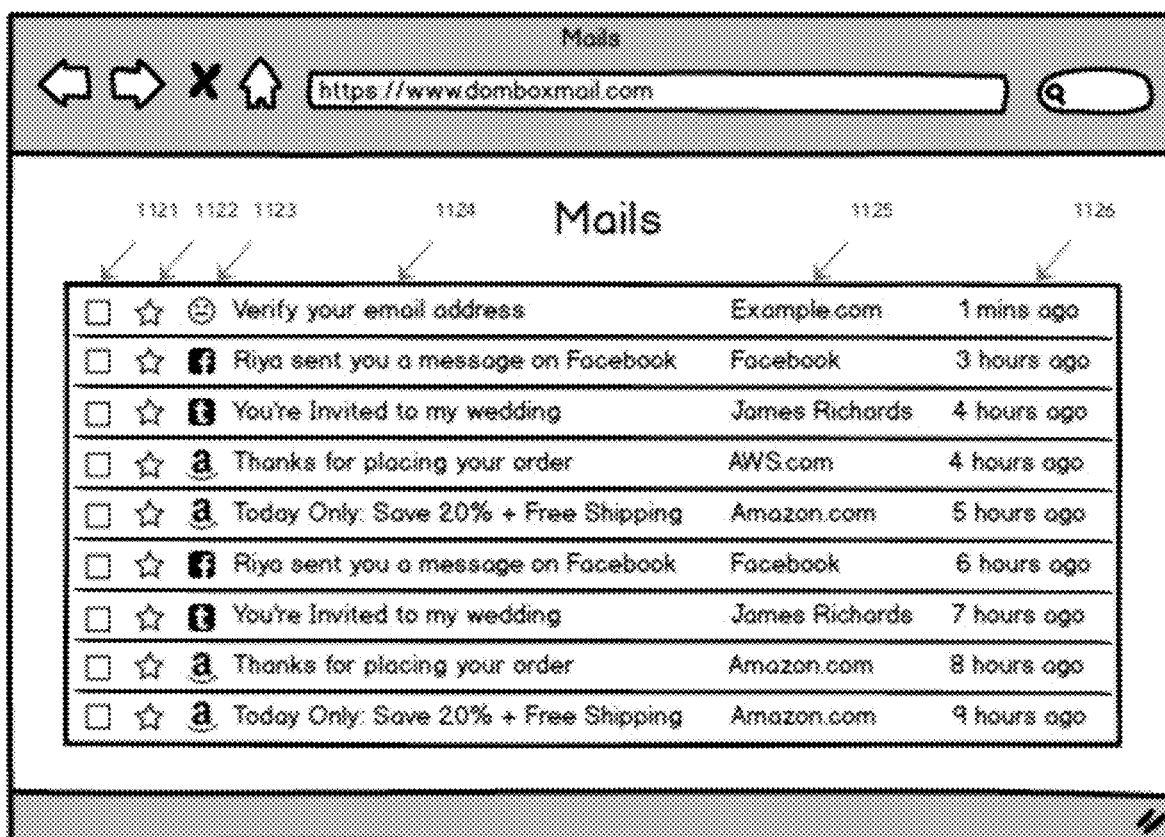 Mails
https://www.domboxmail.com
1121 1122 1123 1124 Mails 1125 1126
Verify your email address Example.com 1 mins ago
Riya sent you a message on Facebook Facebook 3 hours ago
You're Invited to my wedding James Richards 4 hours ago
Thanks for placing your order AWS.com 4 hours ago
Today Only: Save 20% + Free Shipping Amazon.com 5 hours ago
Riya sent you a message on Facebook Facebook 6 hours ago
You're Invited to my wedding James Richards 7 hours ago
Thanks for placing your order Amazon.com 8 hours ago
Today Only: Save 20% + Free Shipping Amazon.com 9 hours ago